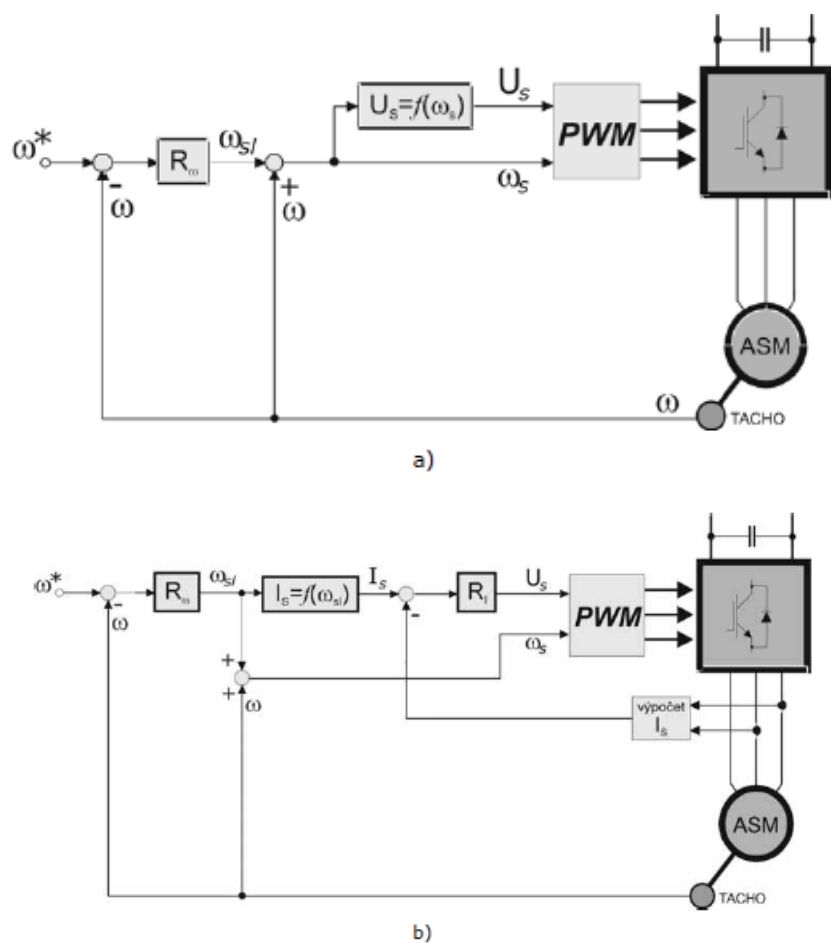 ω*
-
ω
R_ω
ω_sl
+
ω
U_s=f(ω_s)
U_s
ω_s
PWM
ASM
ω
TACHO
a)
ω*
-
ω
R_ω
ω_sl
I_s=f(ω_sl)
I_s
-
R_I
U_s
PWM
ω_s
+
+
ω
výpočet
I_s
ASM
TACHO
b)